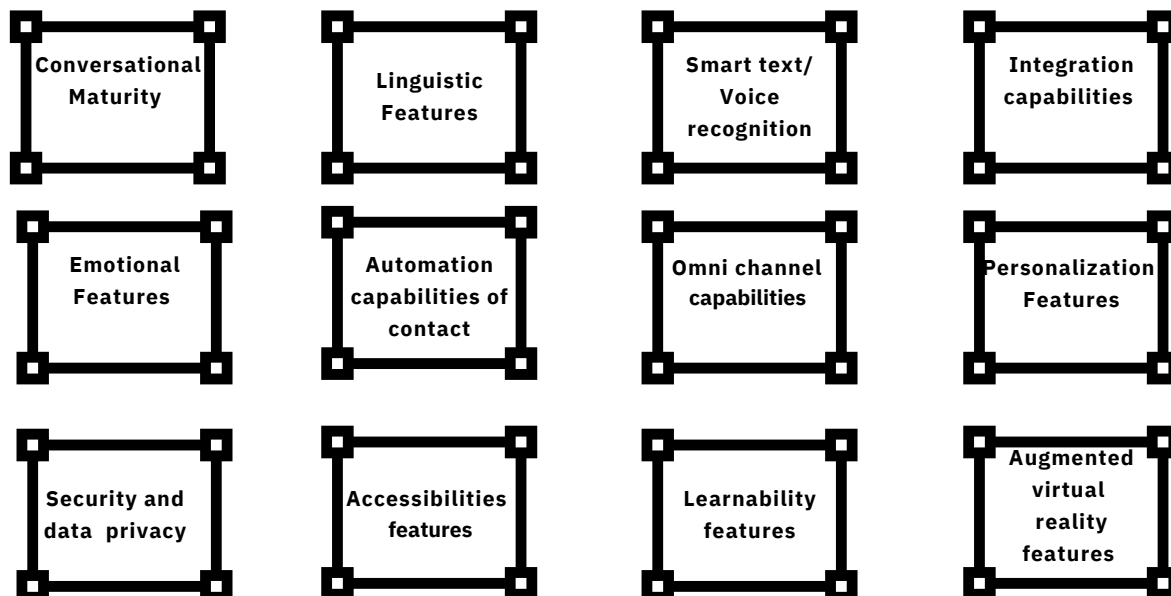 Conversational
Maturity
Linguistic
Features
Smart text/
Voice
recognition
Integration
capabilities
Emotional
Features
Automation
capabilities of
contact
Omni channel
capabilities
Personalization
Features
Security and
data privacy
Accessibilities
features
Learnability
features
Augmented
virtual
reality
features